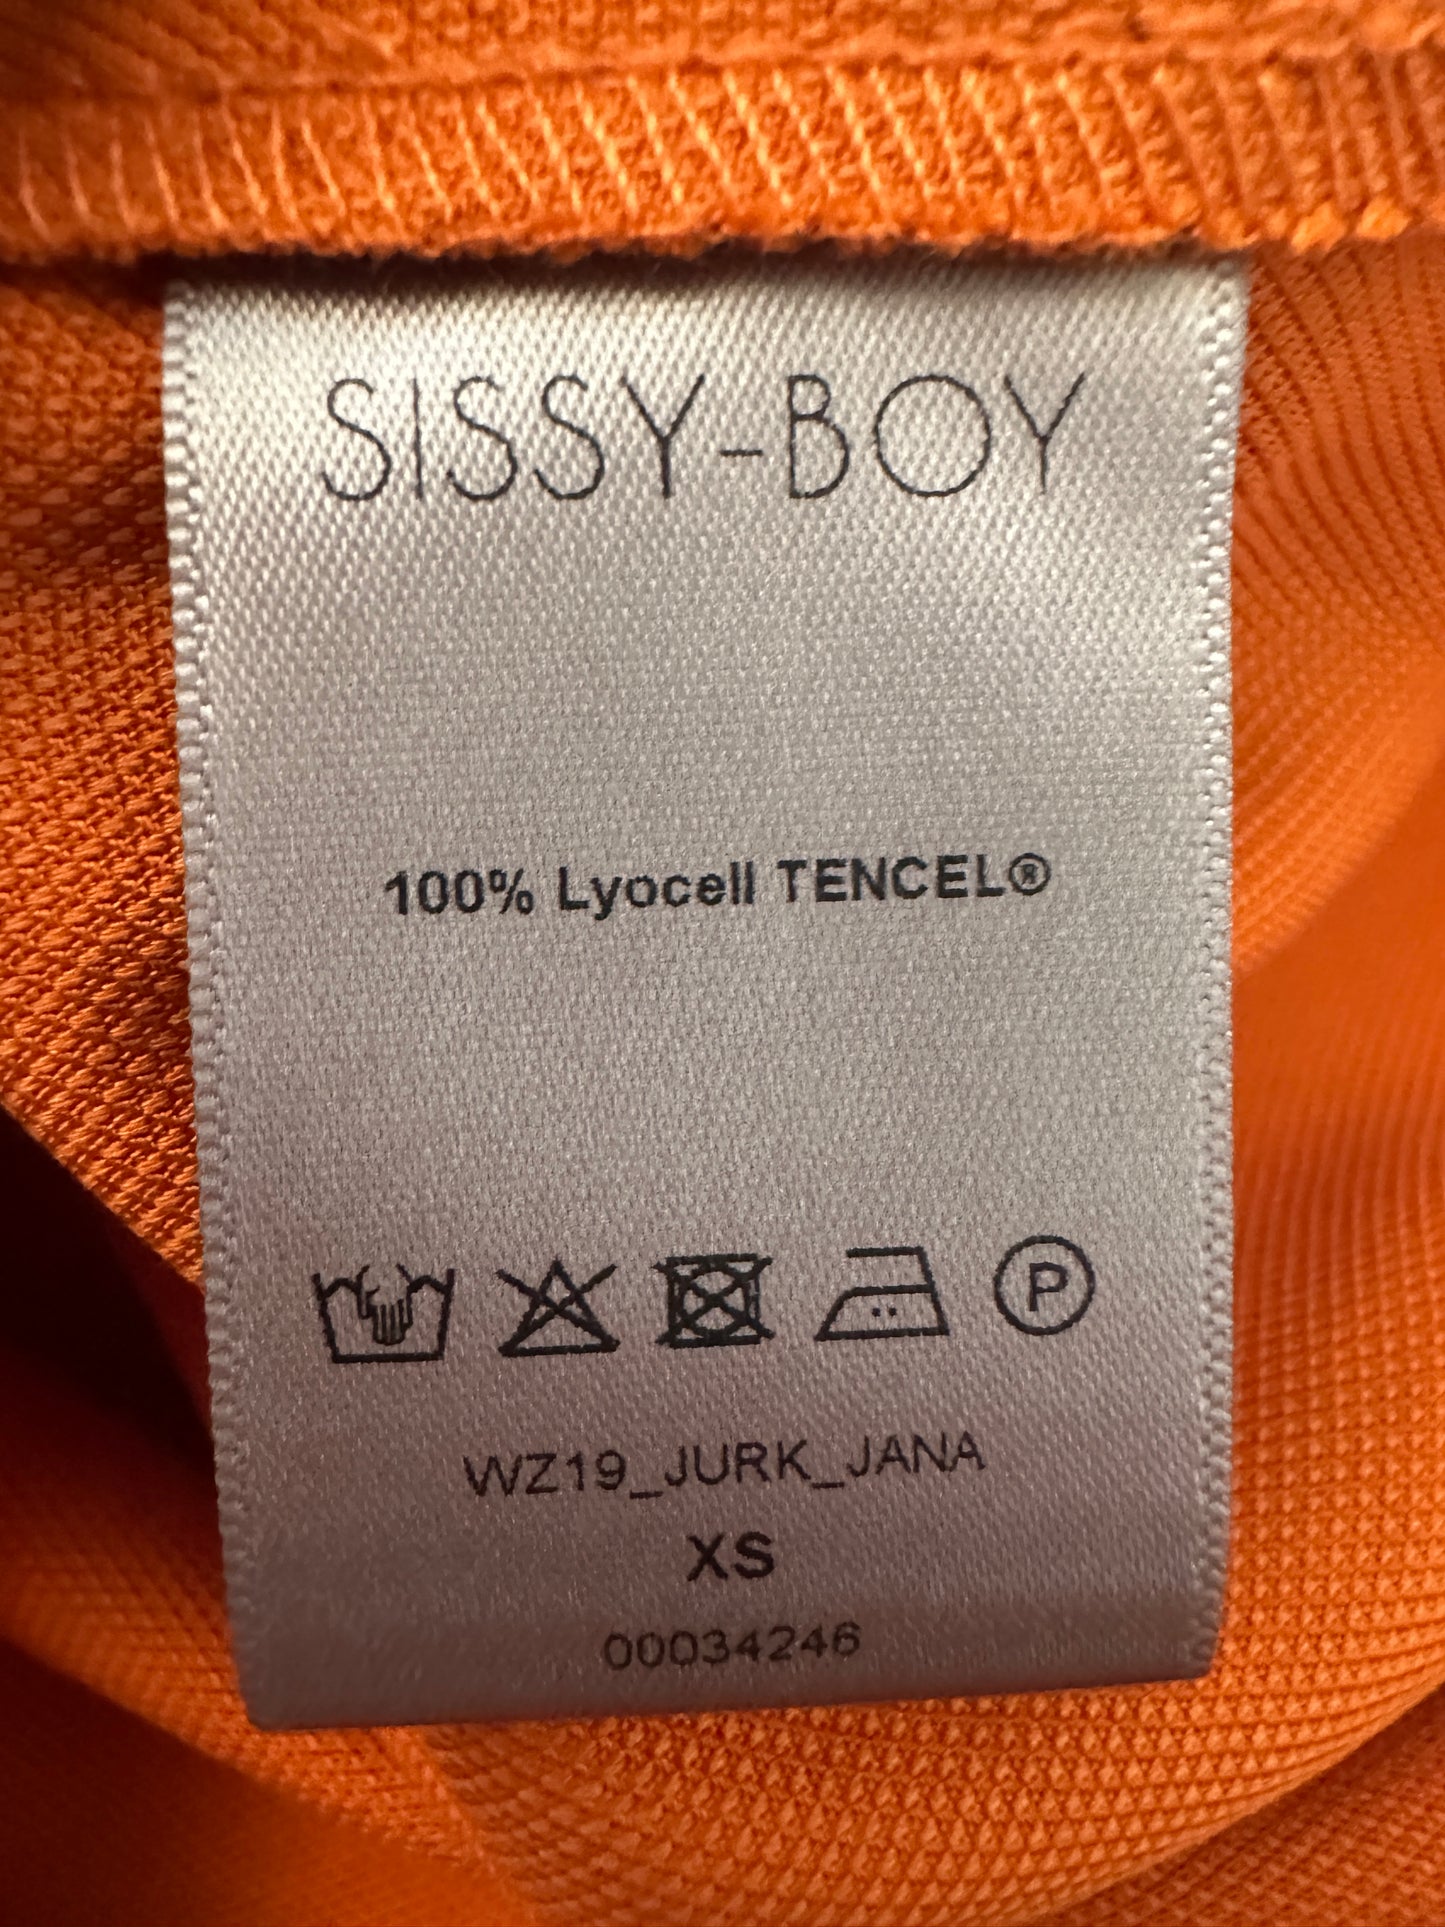 SISSY-BOY
100% Lyocell TENCEL®
P
WZ19_JURK_JANA
XS
00034246